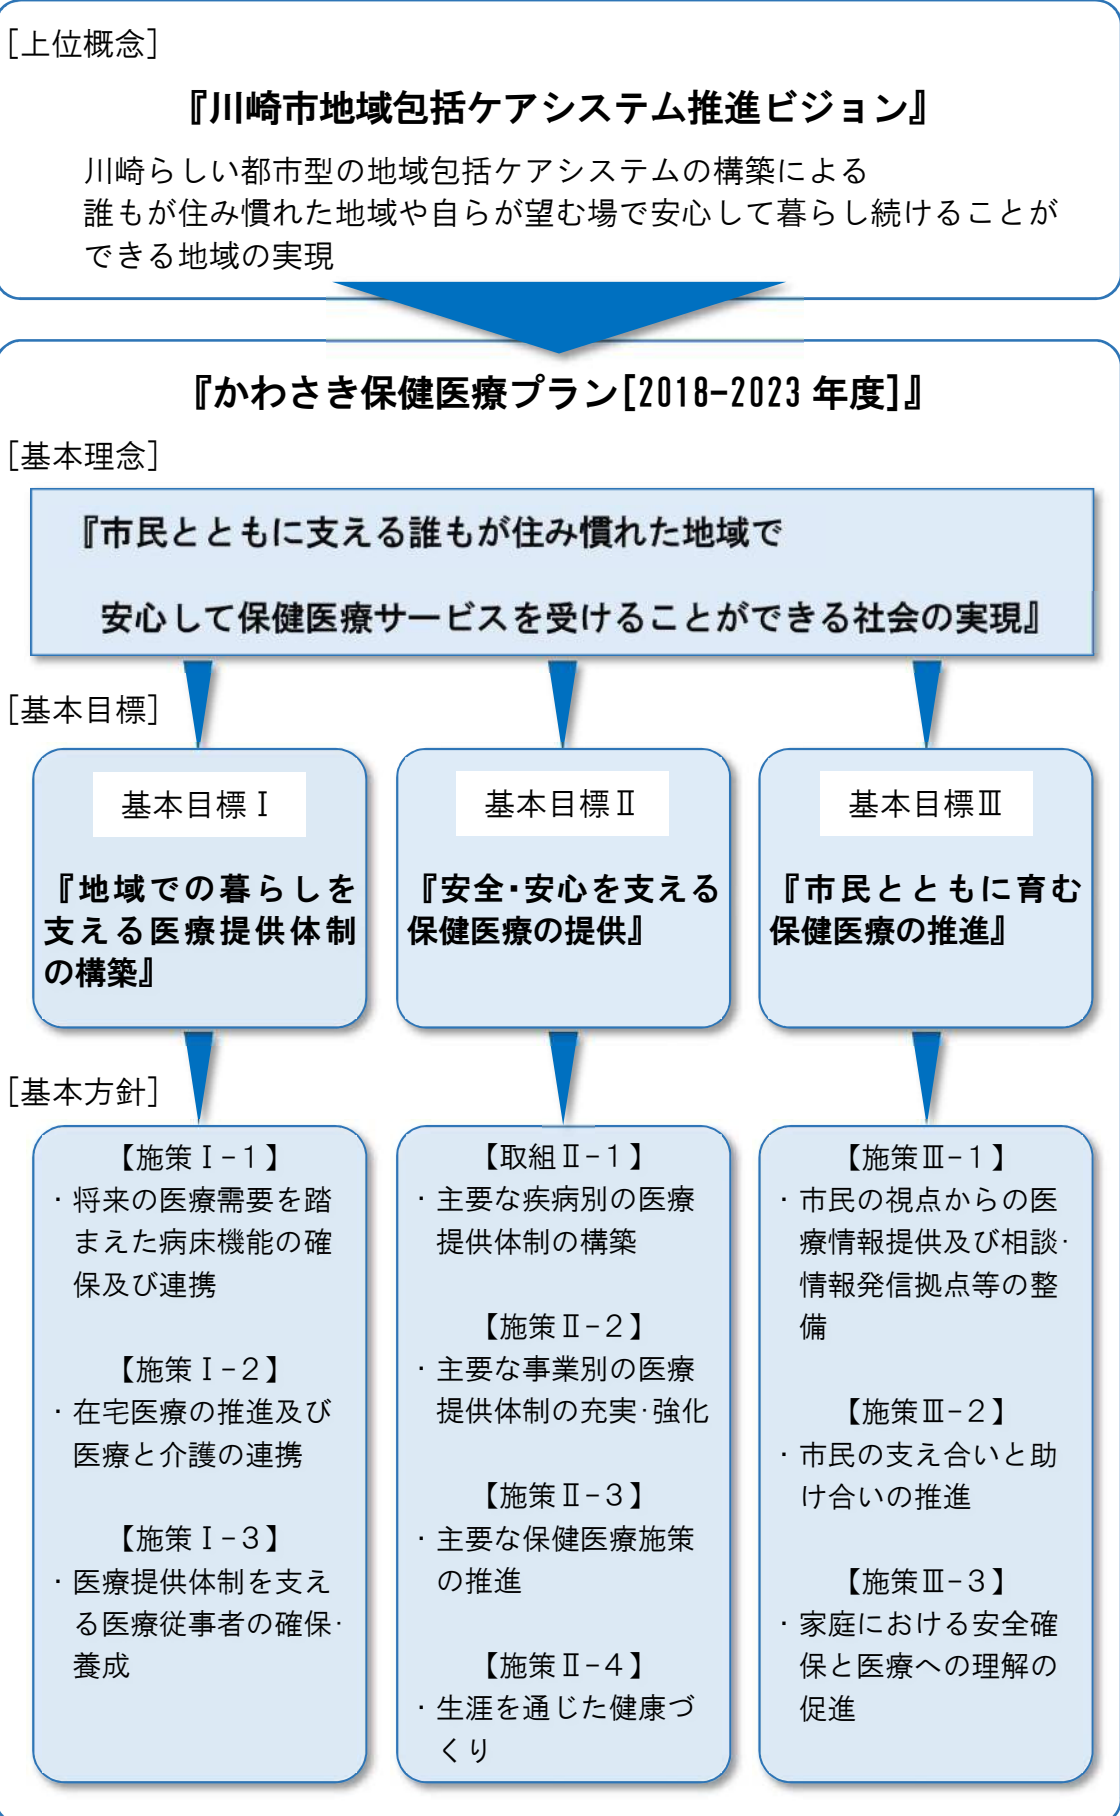 [上位概念]
『川崎市地域包括ケアシステム推進ビジョン』
川崎らしい都市型の地域包括ケアシステムの構築による
誰もが住み慣れた地域や自らが望む場で安心して暮らし続けることが
できる地域の実現
『かわさき保健医療プラン[2018-2023 年度]』
[基本理念]
『市民とともに支える誰もが住み慣れた地域で
安心して保健医療サービスを受けることができる社会の実現』
[基本目標]
基本目標Ⅰ
『地域での暮らしを
支える医療提供体制
の構築』
基本目標Ⅱ
『安全・安心を支える
保健医療の提供』
基本目標Ⅲ
『市民とともに育む
保健医療の推進』
[基本方針]
【施策Ⅰ-1】
・将来の医療需要を踏
まえた病床機能の確
保及び連携
【施策Ⅰ-2】
・在宅医療の推進及び
医療と介護の連携
【施策Ⅰ-3】
・医療提供体制を支え
る医療従事者の確保・
養成
【取組Ⅱ-1】
・主要な疾病別の医療
提供体制の構築
【施策Ⅱ-2】
・主要な事業別の医療
提供体制の充実・強化
【施策Ⅱ-3】
・主要な保健医療施策
の推進
【施策Ⅱ-4】
・生涯を通じた健康づ
くり
【施策Ⅲ-1】
・市民の視点からの医
療情報提供及び相談・
情報発信拠点等の整
備
【施策Ⅲ-2】
・市民の支え合いと助
け合いの推進
【施策Ⅲ-3】
・家庭における安全確
保と医療への理解の
促進